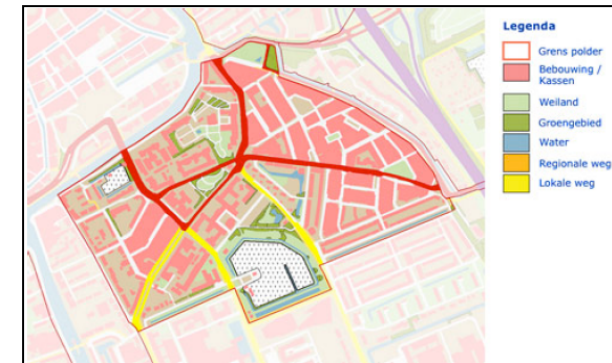 Legenda
Grens polder
Bebouwing /
Kassen
Weiland
Groengebied
Water
Regionale weg
Lokale weg